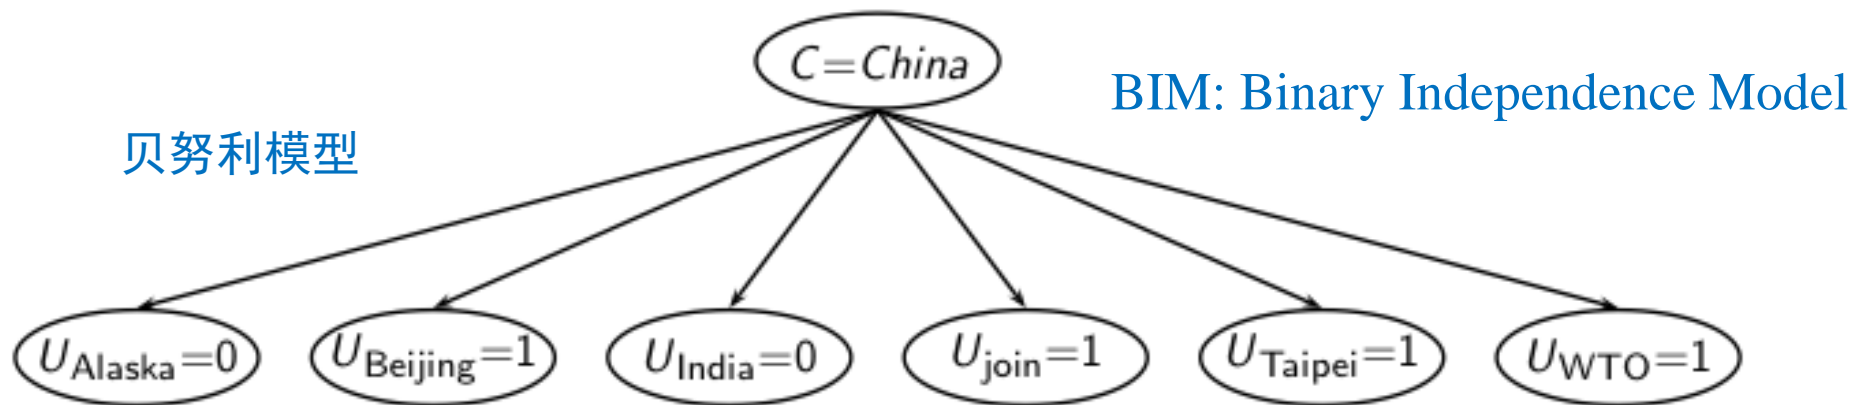 C=China
BIM: Binary Independence Model
贝努利模型
U_Alaska=0
U_Beijing=1
U_India=0
U_join=1
U_Taipei=1
U_WTO=1